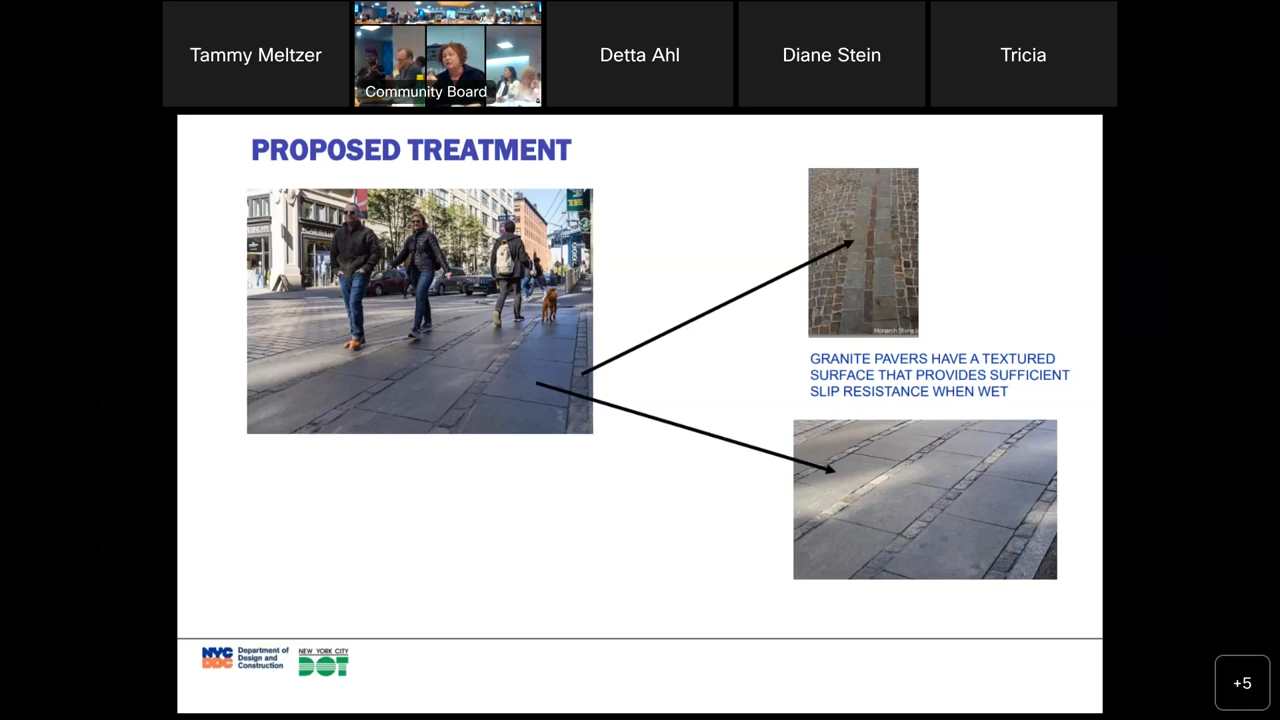 Tammy Meltzer
Community Board
Detta Ahl
Diane Stein
Tricia
PROPOSED TREATMENT
GRANITE PAVERS HAVE A TEXTURED
SURFACE THAT PROVIDES SUFFICIENT
SLIP RESISTANCE WHEN WET
NYC
DDC
Department of
Design and
Construction
NEW YORK CITY
DOT
+5